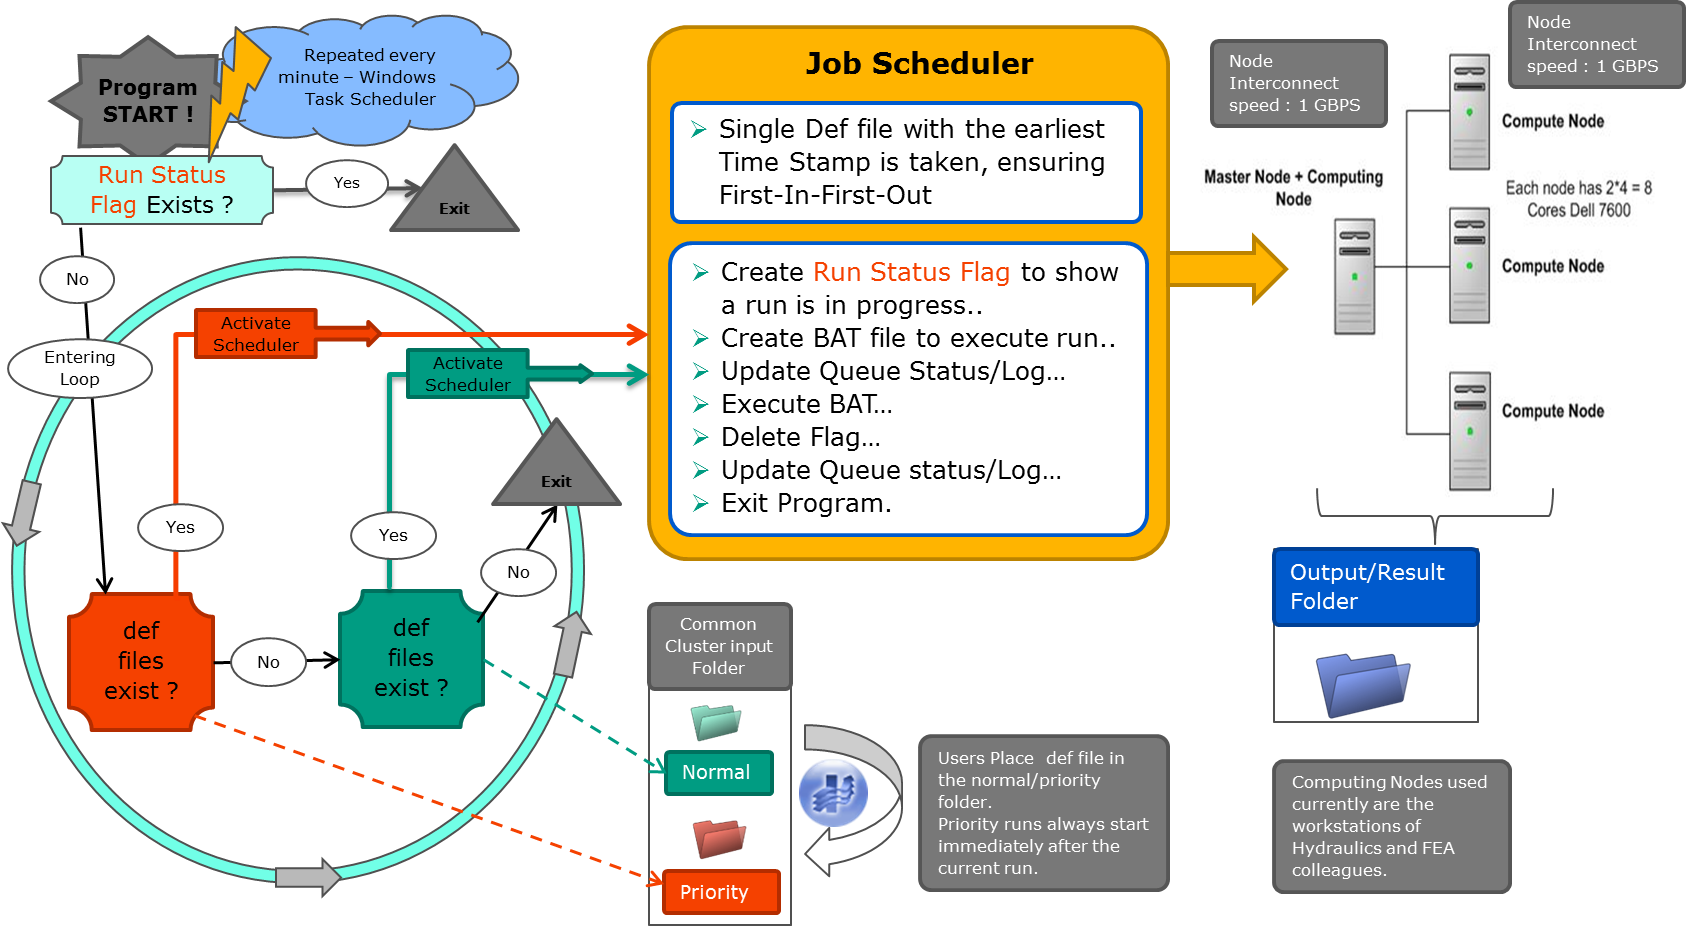 Program
START !
Repeated every
minute – Windows
Task Scheduler
Run Status
Flag Exists ?
Yes
Exit
No
Entering
Loop
Activate
Scheduler
Activate
Scheduler
Yes
Yes
No
Exit
def
files
exist ?
No
def
files
exist ?
Job Scheduler
Single Def file with the earliest
Time Stamp is taken, ensuring
First-In-First-Out
Create Run Status Flag to show
a run is in progress..
Create BAT file to execute run..
Update Queue Status/Log...
Execute BAT...
Delete Flag...
Update Queue status/Log...
Exit Program.
Common
Cluster input
Folder
Normal
Priority
Users Place def file in
the normal/priority
folder.
Priority runs always start
immediately after the
current run.
Node
Interconnect
speed : 1 GBPS
Node
Interconnect
speed : 1 GBPS
Master Node + Computing
Node
Compute Node
Each node has 2*4 = 8
Cores Dell 7600
Compute Node
Compute Node
Output/Result
Folder
Computing Nodes used
currently are the
workstations of
Hydraulics and FEA
colleagues.